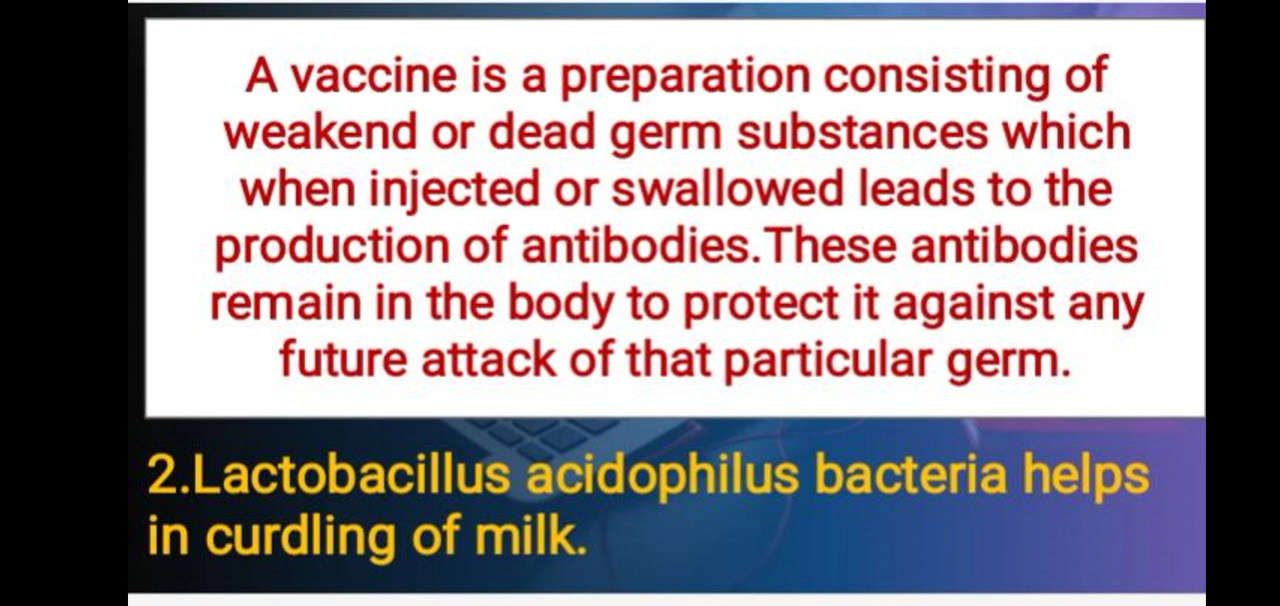 A vaccine is a preparation consisting of
weakend or dead germ substances which
when injected or swallowed leads to the
production of antibodies.These antibodies
remain in the body to protect it against any
future attack of that particular germ.
2.Lactobacillus acidophilus bacteria helps
in curdling of milk.